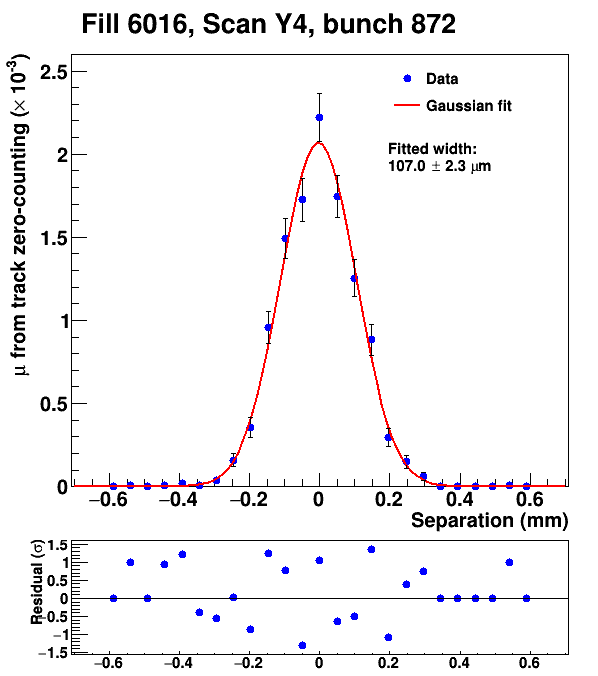 Fill 6016, Scan Y4, bunch 872
μ from track zero-counting (× 10⁻³)
2.5
2
1.5
1
0.5
0
Data
Gaussian fit
Fitted width:
107.0 ± 2.3 μm
−0.6 −0.4 −0.2 0 0.2 0.4 0.6
Separation (mm)
Residual (σ)
1.5
1
0.5
0
−0.5
−1
−1.5
−0.6 −0.4 −0.2 0 0.2 0.4 0.6